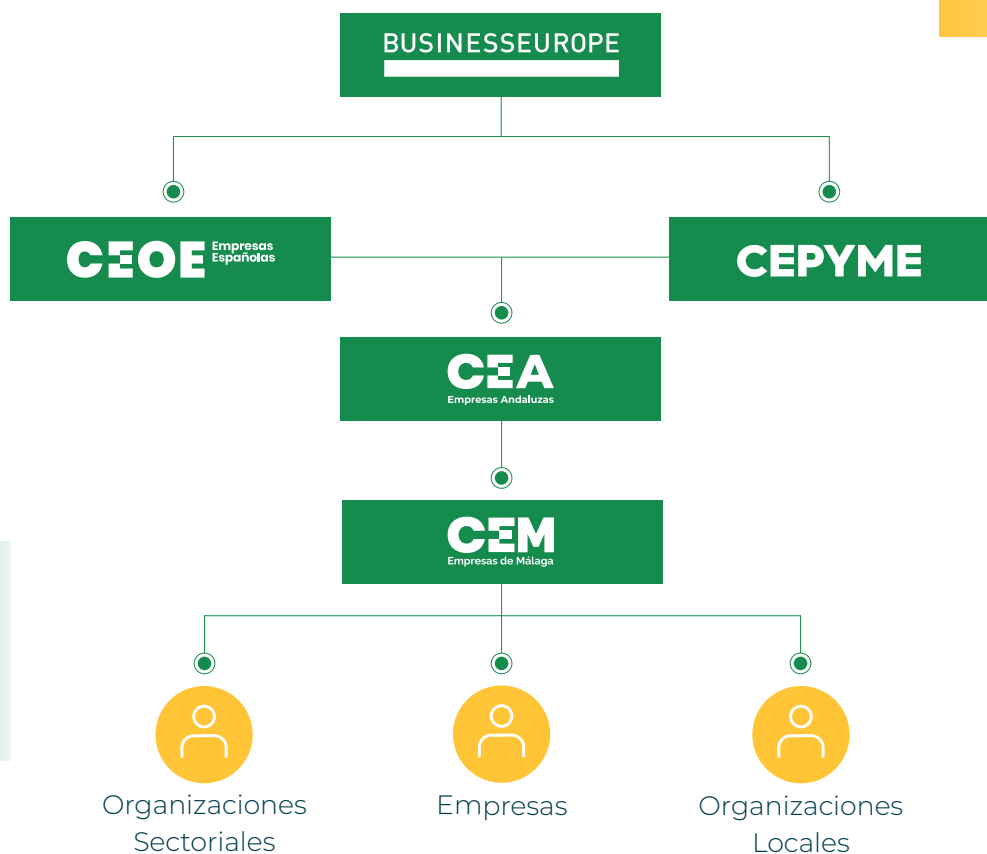 BUSINESSEUROPE
CEOE Empresas
Españolas
CEPYME
CEA
Empresas Andaluzas
CEM
Empresas de Málaga
Organizaciones
Sectoriales
Empresas
Organizaciones
Locales